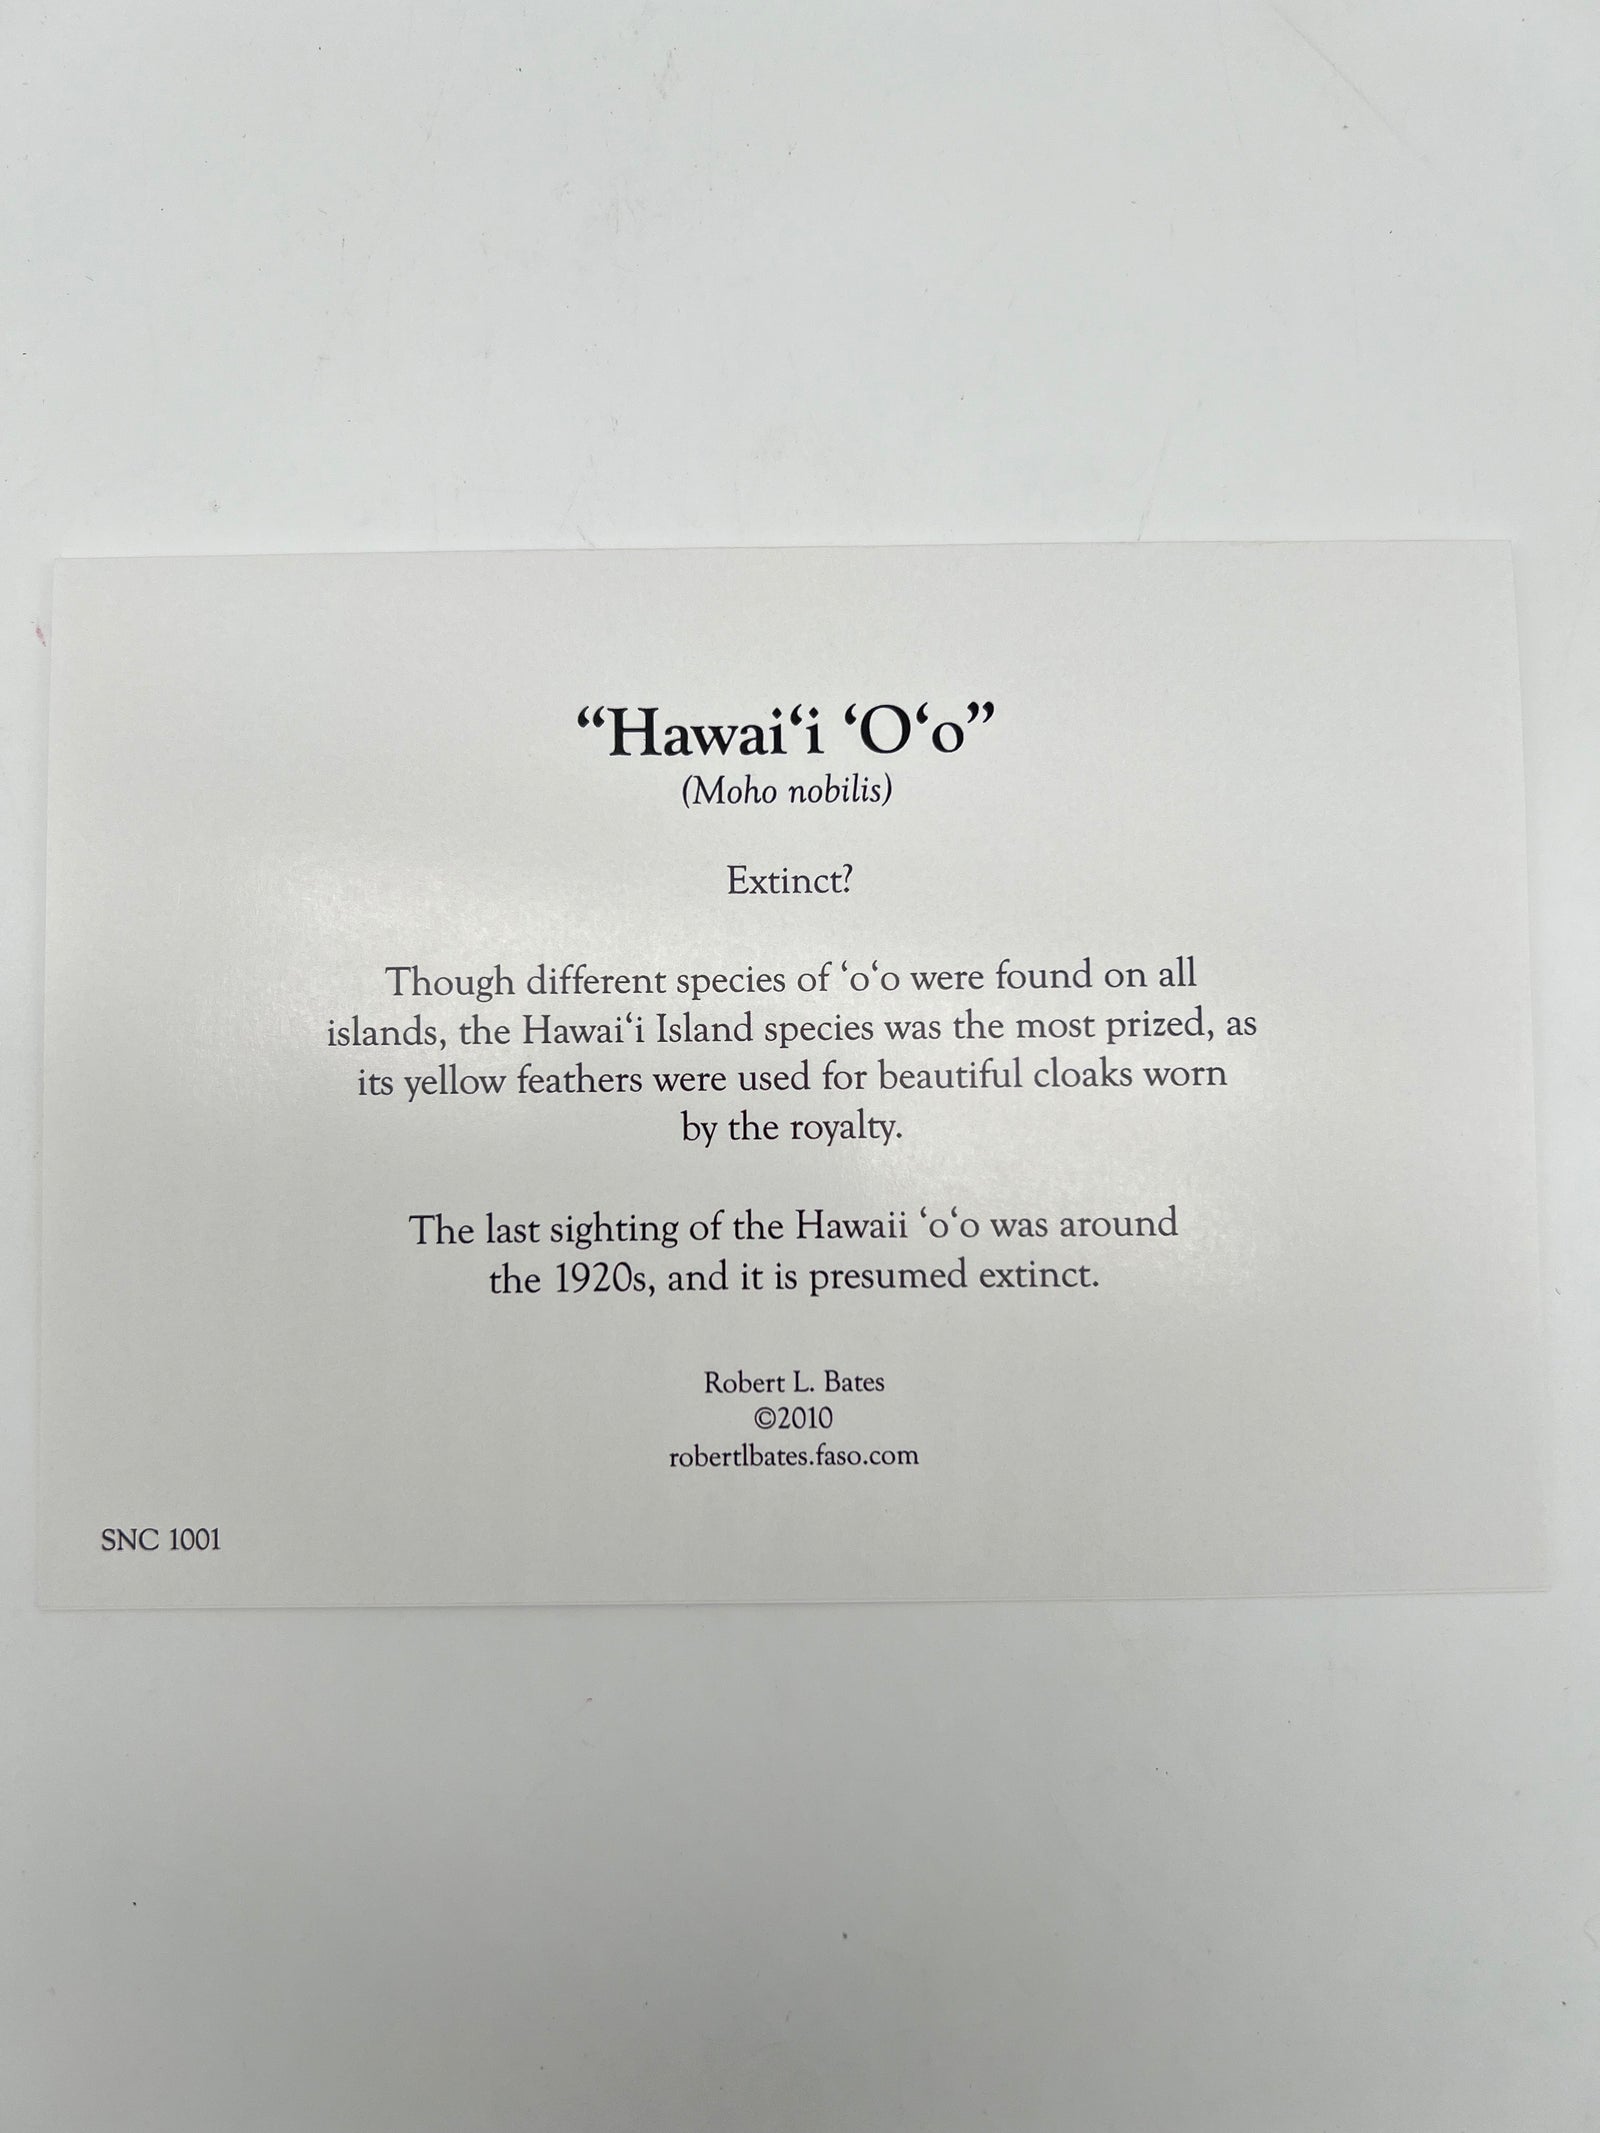 “Hawai‘i ‘O‘o”
(Moho nobilis)
Extinct?
Though different species of ‘o‘o were found on all
islands, the Hawai‘i Island species was the most prized, as
its yellow feathers were used for beautiful cloaks worn
by the royalty.
The last sighting of the Hawaii ‘o‘o was around
the 1920s, and it is presumed extinct.
Robert L. Bates
©2010
robertlbates.faso.com
SNC 1001